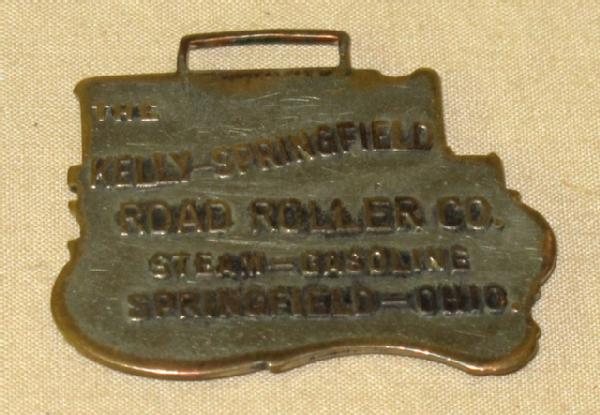 THE
KELLY-SPRINGFIELD
ROAD ROLLER CO.
STEAM-GASOLINE
SPRINGFIELD-OHIO.